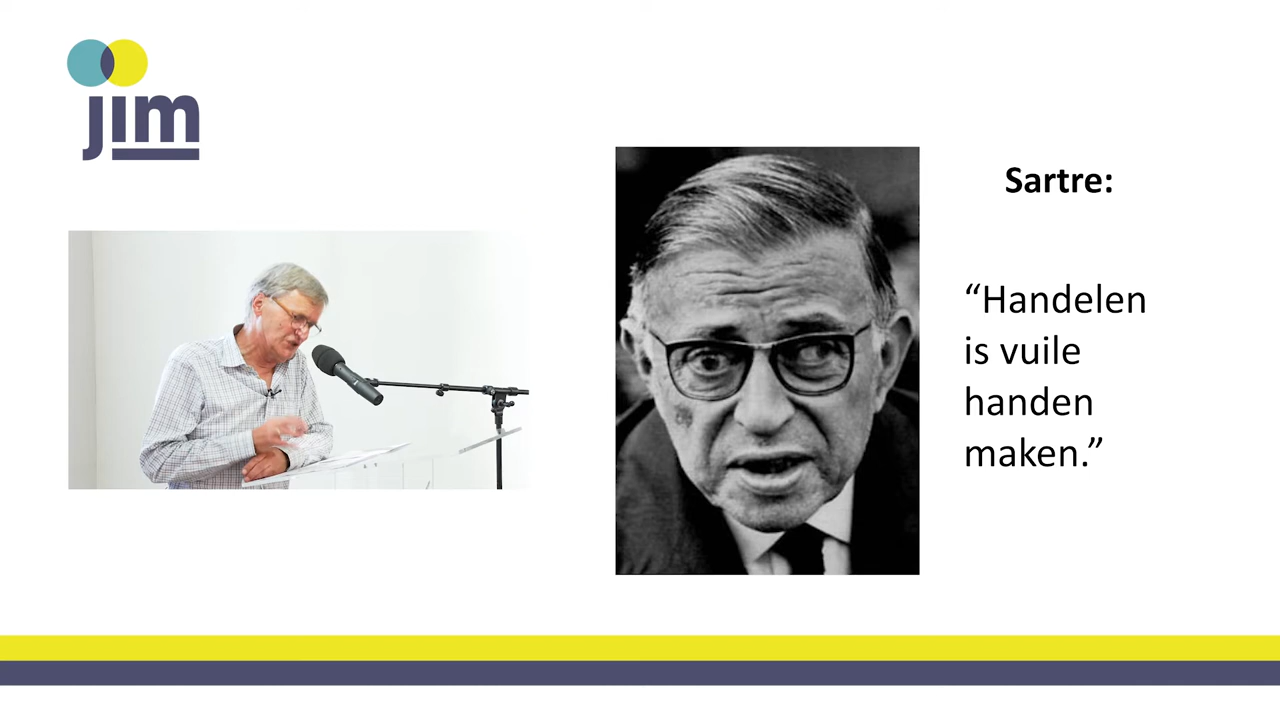 jim
Sartre:
“Handelen
is vuile
handen
maken.”